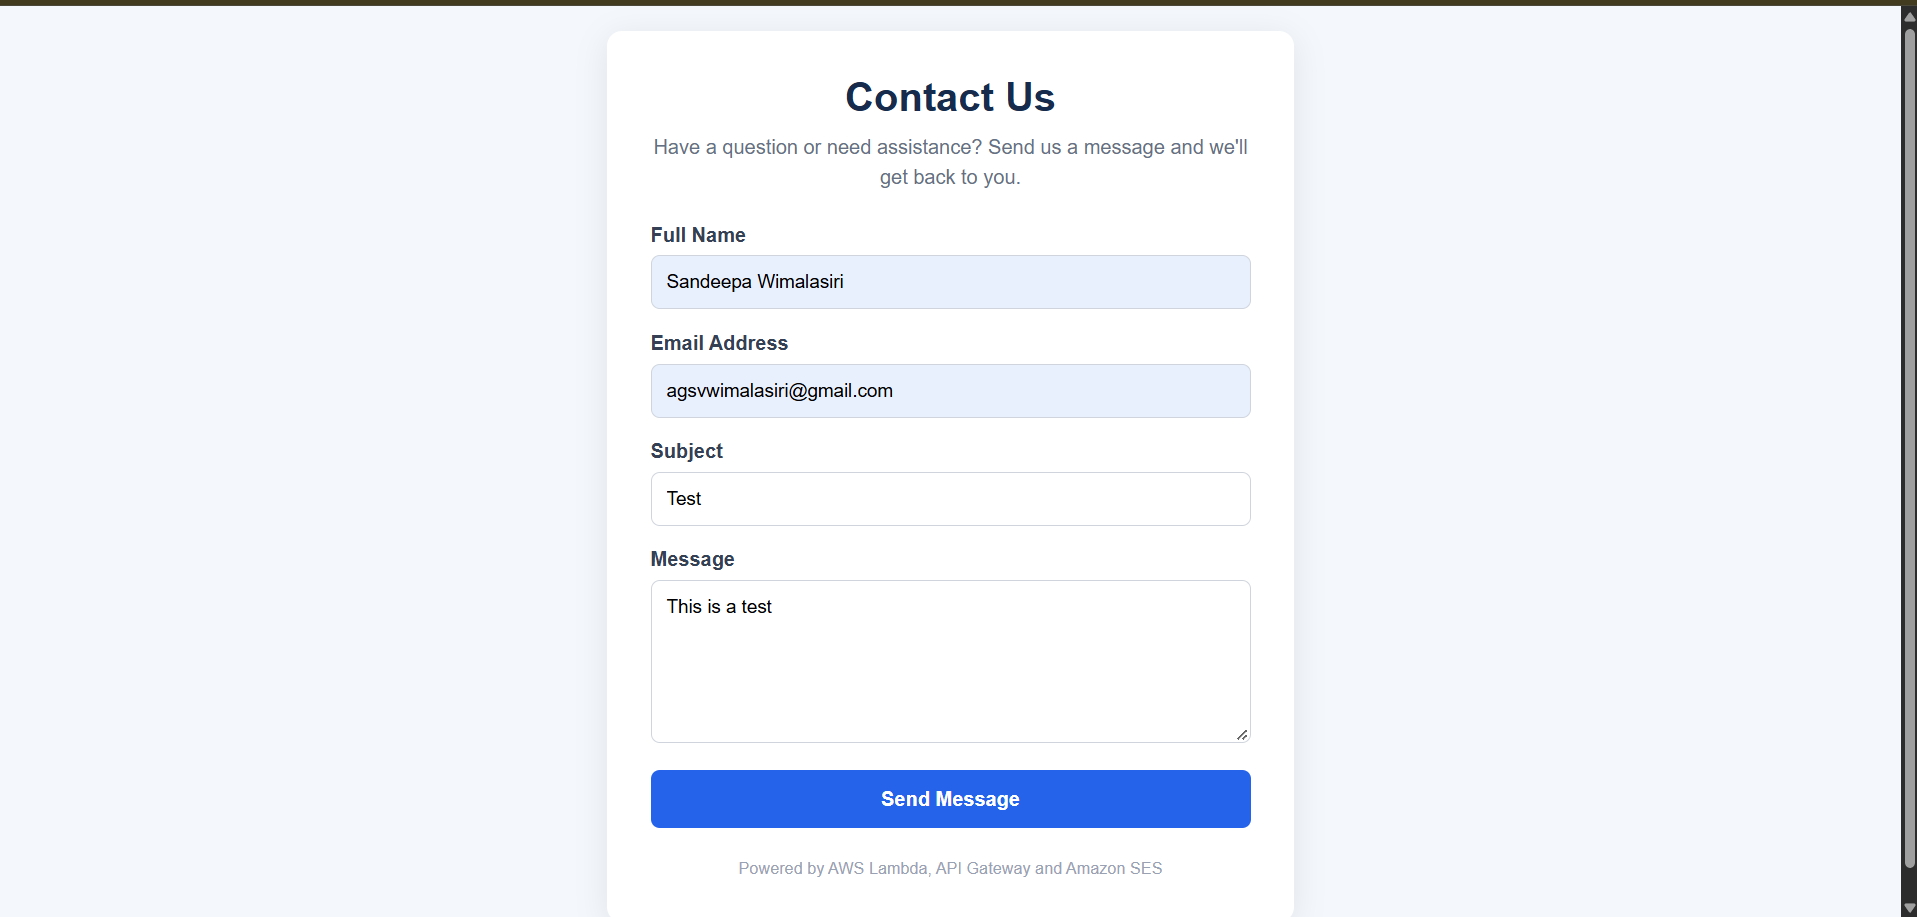 Contact Us
Have a question or need assistance? Send us a message and we'll
get back to you.
Full Name
Sandeepa Wimalasiri
Email Address
agsvwimalasiri@gmail.com
Subject
Test
Message
This is a test
Send Message
Powered by AWS Lambda, API Gateway and Amazon SES